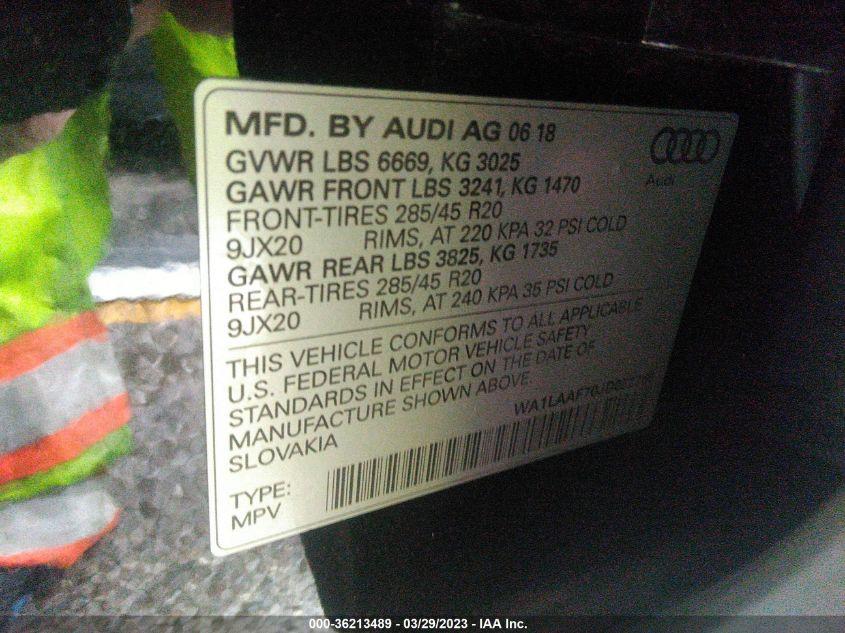 MFD. BY AUDI AG 06 18
Audi
GVWR LBS 6669, KG 3025
GAWR FRONT LBS 3241, KG 1470
FRONT-TIRES 285/45 R20
9JX20 RIMS, AT 220 KPA 32 PSI COLD
GAWR REAR LBS 3825, KG 1735
REAR-TIRES 285/45 R20
9JX20 RIMS, AT 240 KPA 35 PSI COLD
THIS VEHICLE CONFORMS TO ALL APPLICABLE
U.S. FEDERAL MOTOR VEHICLE SAFETY
STANDARDS IN EFFECT ON THE DATE OF
MANUFACTURE SHOWN ABOVE.
SLOVAKIA
TYPE:
MPV
000-36213489 - 03/29/2023 - IAA Inc.